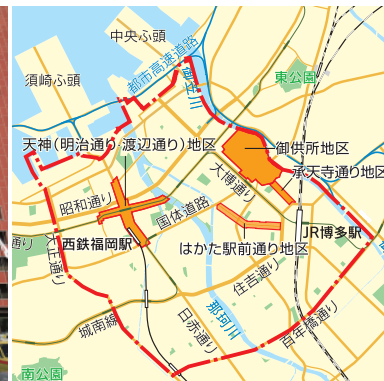 中央ふ頭
都市高速道路
御笠川
東公園
須崎ふ頭
天神(明治通り・渡辺通り)地区
御供所地区
大博通り
承天寺通り地区
昭和通り
国体道路
西鉄福岡駅
JR博多駅
はかた駅前通り地区
大正通り
住吉通り
那珂川
城南線
日赤通り
百年橋通り
南公園